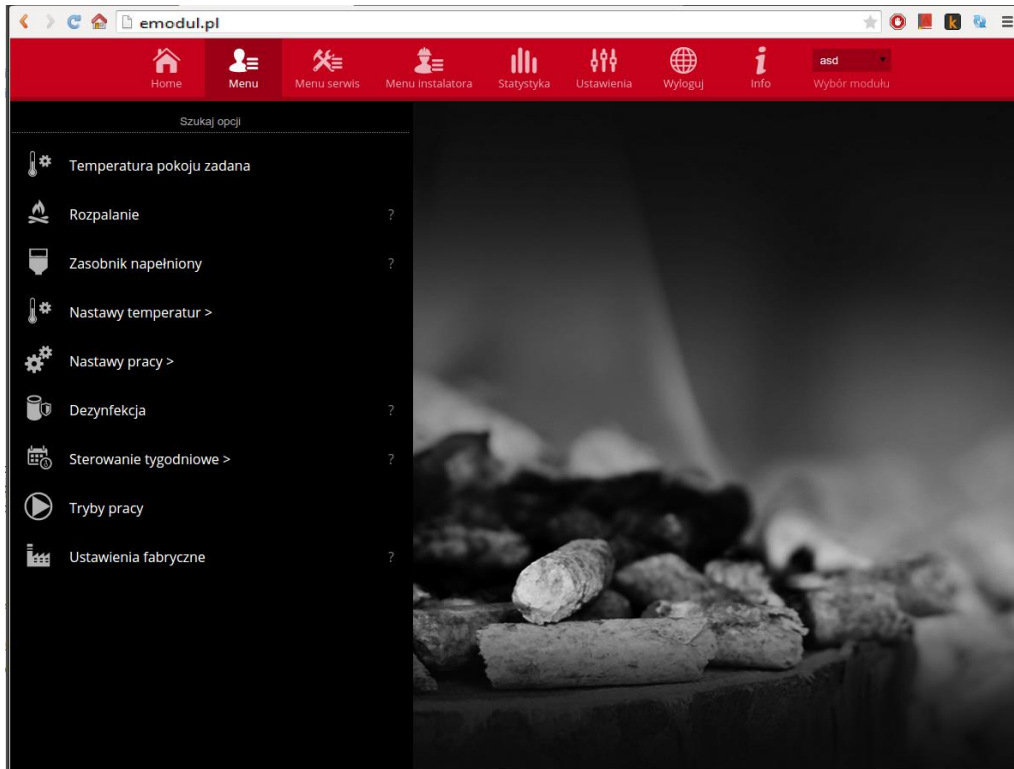 emodul.pl
Home
Menu
Menu serwis
Menu instalatora
Statystyka
Ustawienia
Wyloguj
Info
asd
Wybór modułu
Szukaj opcji
Temperatura pokoju zadana
Rozpalanie ?
Zasobnik napełniony ?
Nastawy temperatur >
Nastawy pracy >
Dezynfekcja ?
Sterowanie tygodniowe > ?
Tryby pracy
Ustawienia fabryczne ?